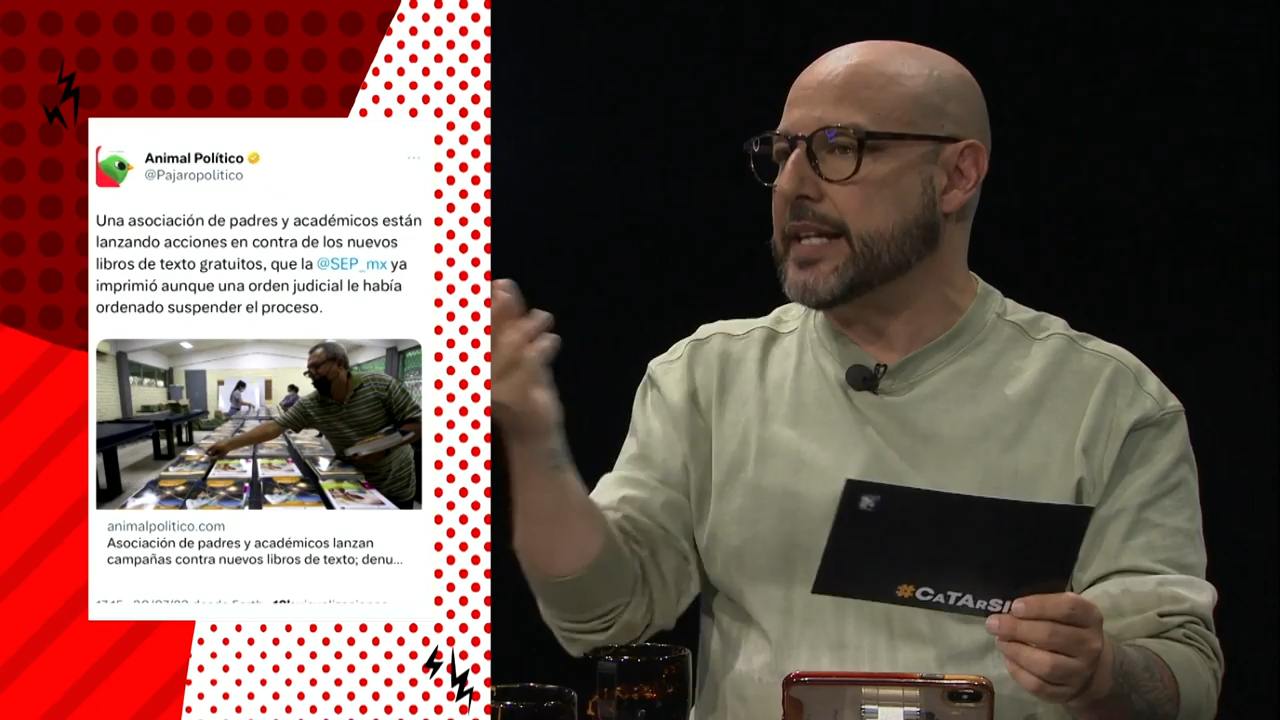 Animal Político
@Pajaropolitico
Una asociación de padres y académicos están
lanzando acciones en contra de los nuevos
libros de texto gratuitos, que la @SEP_mx ya
imprimió aunque una orden judicial le había
ordenado suspender el proceso.
animalpolitico.com
Asociación de padres y académicos lanzan
campañas contra nuevos libros de texto; denu...
#CATARSI